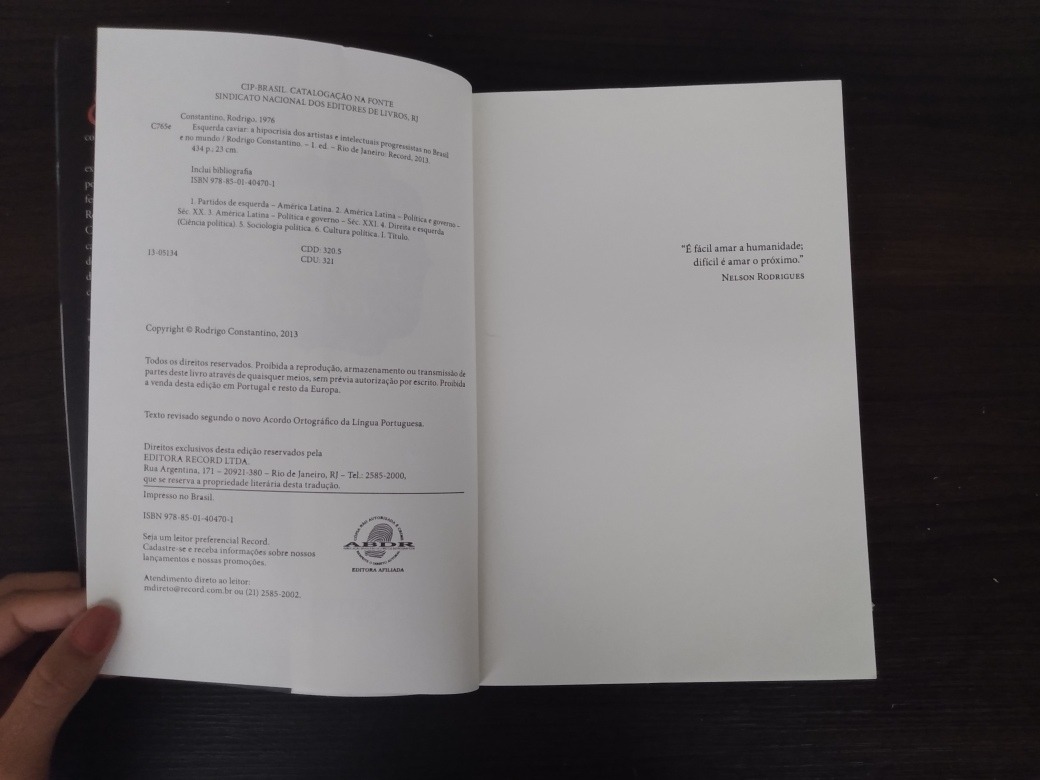 CIP-BRASIL. CATALOGAÇÃO NA FONTE
SINDICATO NACIONAL DOS EDITORES DE LIVROS, RJ
Constantino, Rodrigo, 1976
C765e Esquerda caviar: a hipocrisia dos artistas e intelectuais progressistas no Brasil
e no mundo / Rodrigo Constantino. – 1. ed. – Rio de Janeiro: Record, 2013.
434 p.; 23 cm.
Inclui bibliografia
ISBN 978-85-01-40470-1
1. Partidos de esquerda – América Latina. 2. América Latina – Política e governo –
Séc. XX. 3. América Latina – Política e governo – Séc. XXI. 4. Direita e esquerda
(Ciência política). 5. Sociologia política. 6. Cultura política. I. Título.
13-05134
CDD: 320.5
CDU: 321
Copyright © Rodrigo Constantino, 2013
Todos os direitos reservados. Proibida a reprodução, armazenamento ou transmissão de
partes deste livro através de quaisquer meios, sem prévia autorização por escrito. Proibida
a venda desta edição em Portugal e resto da Europa.
Texto revisado segundo o novo Acordo Ortográfico da Língua Portuguesa.
Direitos exclusivos desta edição reservados pela
EDITORA RECORD LTDA.
Rua Argentina, 171 – 20921-380 – Rio de Janeiro, RJ – Tel.: 2585-2000,
que se reserva a propriedade literária desta tradução.
Impresso no Brasil.
ISBN 978-85-01-40470-1
Seja um leitor preferencial Record.
Cadastre-se e receba informações sobre nossos
lançamentos e nossas promoções.
Atendimento direto ao leitor:
mdireto@record.com.br ou (21) 2585-2002.
ABDR
EDITORA AFILIADA
“É fácil amar a humanidade;
difícil é amar o próximo.”
NELSON RODRIGUES